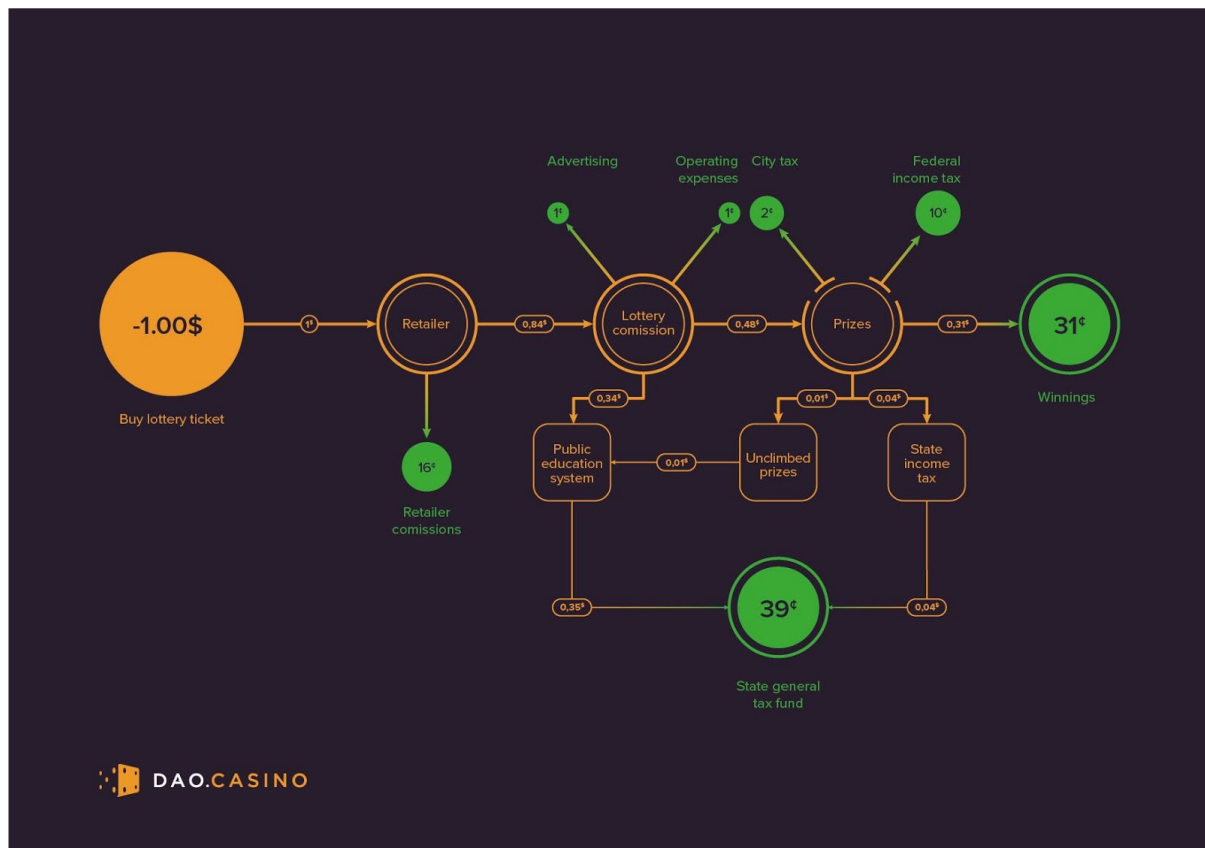 Advertising
Operating
expenses
City tax
Federal
income tax
1¢
1¢
2¢
10¢
-1.00$
1$
Retailer
0,84$
Lottery
comission
0,48$
Prizes
0,31$
31¢
Buy lottery ticket
Winnings
0,34$
0,01$
0,04$
Public
education
system
0,01$
Unclimbed
prizes
State
income
tax
16¢
Retailer
comissions
0,35$
39¢
0,04$
State general
tax fund
DAO.CASINO